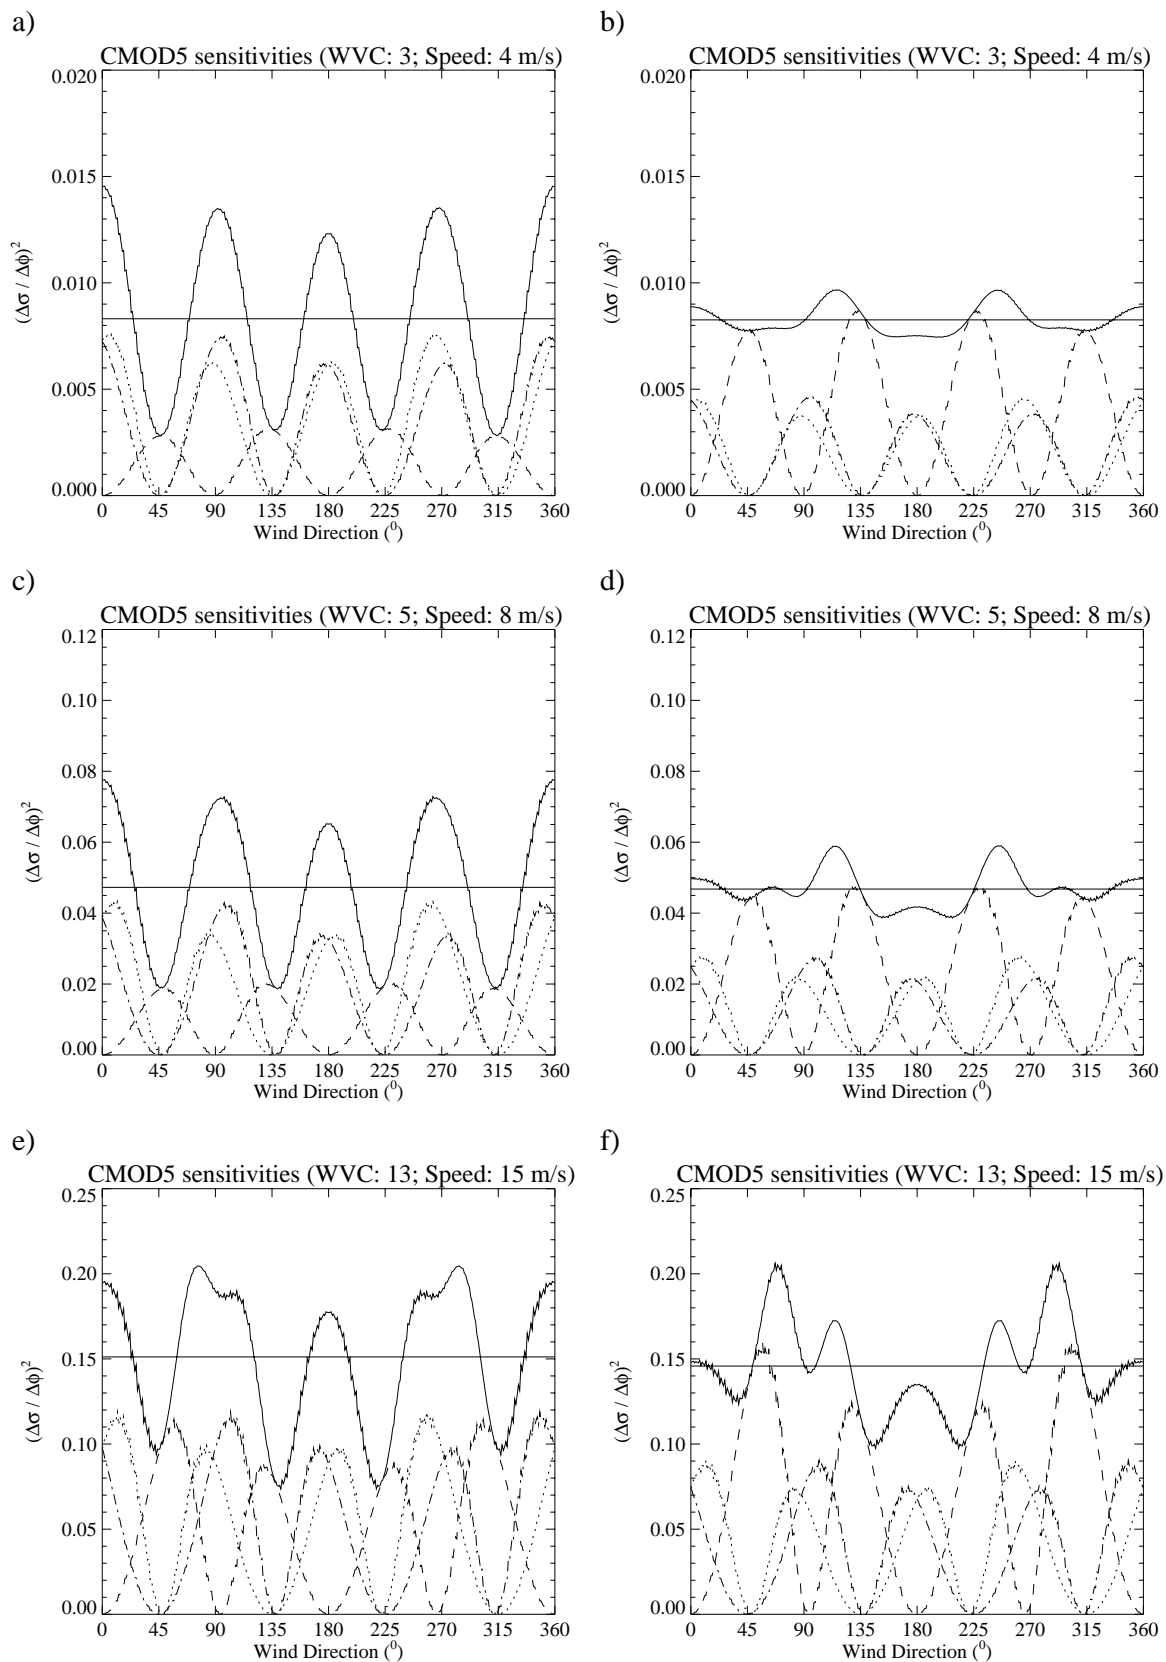 a)
CMOD5 sensitivities (WVC: 3; Speed: 4 m/s)
0.020
0.015
0.010
0.005
0.000
(Δσ / Δϕ)²
0 45 90 135 180 225 270 315 360
Wind Direction (⁰)
b)
CMOD5 sensitivities (WVC: 3; Speed: 4 m/s)
0.020
0.015
0.010
0.005
0.000
(Δσ / Δϕ)²
0 45 90 135 180 225 270 315 360
Wind Direction (⁰)
c)
CMOD5 sensitivities (WVC: 5; Speed: 8 m/s)
0.12
0.10
0.08
0.06
0.04
0.02
0.00
(Δσ / Δϕ)²
0 45 90 135 180 225 270 315 360
Wind Direction (⁰)
d)
CMOD5 sensitivities (WVC: 5; Speed: 8 m/s)
0.12
0.10
0.08
0.06
0.04
0.02
0.00
(Δσ / Δϕ)²
0 45 90 135 180 225 270 315 360
Wind Direction (⁰)
e)
CMOD5 sensitivities (WVC: 13; Speed: 15 m/s)
0.25
0.20
0.15
0.10
0.05
0.00
(Δσ / Δϕ)²
0 45 90 135 180 225 270 315 360
Wind Direction (⁰)
f)
CMOD5 sensitivities (WVC: 13; Speed: 15 m/s)
0.25
0.20
0.15
0.10
0.05
0.00
(Δσ / Δϕ)²
0 45 90 135 180 225 270 315 360
Wind Direction (⁰)